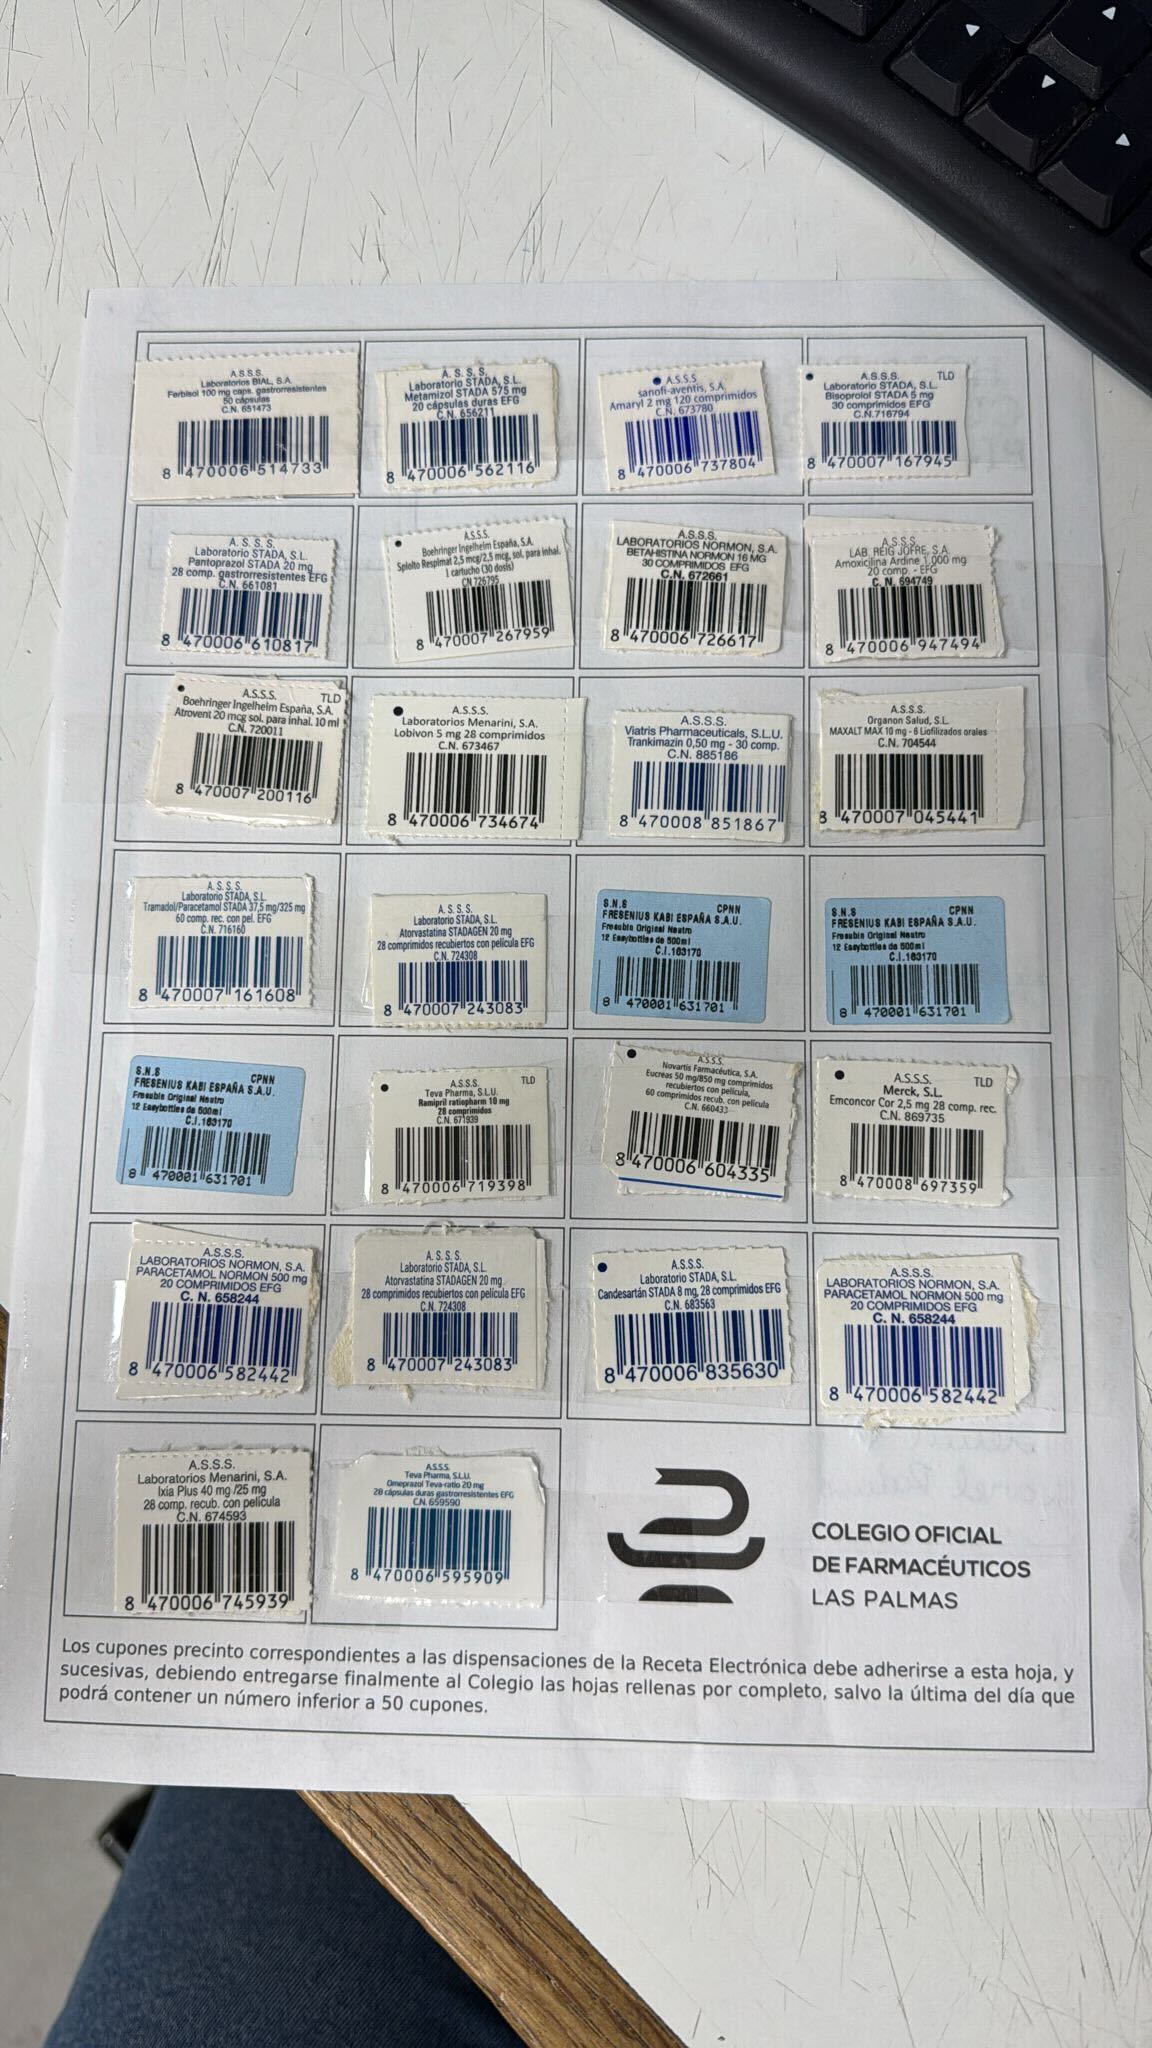 A.S.S.S.
Laboratorios BIAL, S.A.
Ferbisol 100 mg caps. gastrorresistentes
50 cápsulas
C.N. 651473
8 470006 514733
A. S. S. S.
Laboratorio STADA, S.L.
Metamizol STADA 575 mg
20 cápsulas duras EFG
C.N. 656211
8 470006 562116
A.S.S.S
sanofi-aventis, S.A.
Amaryl 2 mg 120 comprimidos
C.N. 673780
8 470006 737804
A.S.S.S. TLD
Laboratorio STADA, S.L.
Bisoprolol STADA 5 mg
30 comprimidos EFG
C.N.716794
8 470007 167945
A. S. S. S.
Laboratorio STADA, S.L.
Pantoprazol STADA 20 mg
28 comp. gastrorresistentes EFG
C.N. 661081
8 470006 610817
A.S.S.S.
Boehringer Ingelheim España, S.A.
Spiolto Respimat 2,5 mcg/2,5 mcg, sol. para inhal.
1 cartucho (30 dosis)
CN 726795
8 470007 267959
A.S.S.S.
LABORATORIOS NORMON, S.A.
BETAHISTINA NORMON 16 MG
30 COMPRIMIDOS EFG
C.N. 672661
8 470006 726617
A.S.S.S.
LAB. REIG JOFRE, S.A.
Amoxicilina Ardine 1.000 mg
20 comp. - EFG
C. N. 694749
8 470006 947494
A.S.S.S. TLD
Boehringer Ingelheim España, S.A.
Atrovent 20 mcg sol. para inhal. 10 ml
C.N. 720011
8 470007 200116
A.S.S.S.
Laboratorios Menarini, S.A.
Lobivon 5 mg 28 comprimidos
C.N. 673467
8 470006 734674
A.S.S.S.
Viatris Pharmaceuticals, S.L.U.
Trankimazin 0,50 mg - 30 comp.
C.N. 885186
8 470008 851867
A.S.S.S.
Organon Salud, S.L.
MAXALT MAX 10 mg - 6 Liofilizados orales
C.N. 704544
8 470007 045441
A. S. S. S.
Laboratorio STADA, S.L.
Tramadol/Paracetamol STADA 37,5 mg/325 mg
60 comp. rec. con pel. EFG
C.N. 716160
8 470007 161608
A. S. S. S.
Laboratorio STADA, S.L.
Atorvastatina STADAGEN 20 mg
28 comprimidos recubiertos con película EFG
C.N. 724308
8 470007 243083
S.N.S CPNN
FRESENIUS KABI ESPAÑA S.A.U.
Fresubin Original Neutro
12 Easybottles de 500ml
C.I.163170
8 470001 631701
S.N.S CPNN
FRESENIUS KABI ESPAÑA S.A.U.
Fresubin Original Neutro
12 Easybottles de 500ml
C.I.163170
8 470001 631701
S.N.S CPNN
FRESENIUS KABI ESPAÑA S.A.U.
Fresubin Original Neutro
12 Easybottles de 500ml
C.I.163170
8 470001 631701
A.S.S.S. TLD
Teva Pharma, S.L.U.
Ramipril ratiopharm 10 mg
28 comprimidos
C.N. 671939
8 470006 719398
A.S.S.S.
Novartis Farmacéutica, S.A.
Eucreas 50 mg/850 mg comprimidos
recubiertos con película,
60 comprimidos recub. con película
C.N. 660433
8 470006 604335
A.S.S.S. TLD
Merck, S.L.
Emconcor Cor 2,5 mg 28 comp. rec.
C.N. 869735
8 470008 697359
A.S.S.S.
LABORATORIOS NORMON, S.A.
PARACETAMOL NORMON 500 mg
20 COMPRIMIDOS EFG
C. N. 658244
8 470006 582442
A. S. S. S.
Laboratorio STADA, S.L.
Atorvastatina STADAGEN 20 mg
28 comprimidos recubiertos con película EFG
C.N. 724308
8 470007 243083
A.S.S.S.
Laboratorio STADA, S.L.
Candesartán STADA 8 mg, 28 comprimidos EFG
C.N. 683563
8 470006 835630
A.S.S.S.
LABORATORIOS NORMON, S.A.
PARACETAMOL NORMON 500 mg
20 COMPRIMIDOS EFG
C. N. 658244
8 470006 582442
A.S.S.S.
Laboratorios Menarini, S.A.
Ixia Plus 40 mg /25 mg
28 comp. recub. con película
C.N. 674593
8 470006 745939
A.S.S.S.
Teva Pharma, S.L.U.
Omeprazol Teva-ratio 20 mg
28 cápsulas duras gastrorresistentes EFG
C.N. 659590
8 470006 595909
COLEGIO OFICIAL
DE FARMACÉUTICOS
LAS PALMAS
Los cupones precinto correspondientes a las dispensaciones de la Receta Electrónica debe adherirse a esta hoja, y
sucesivas, debiendo entregarse finalmente al Colegio las hojas rellenas por completo, salvo la última del día que
podrá contener un número inferior a 50 cupones.